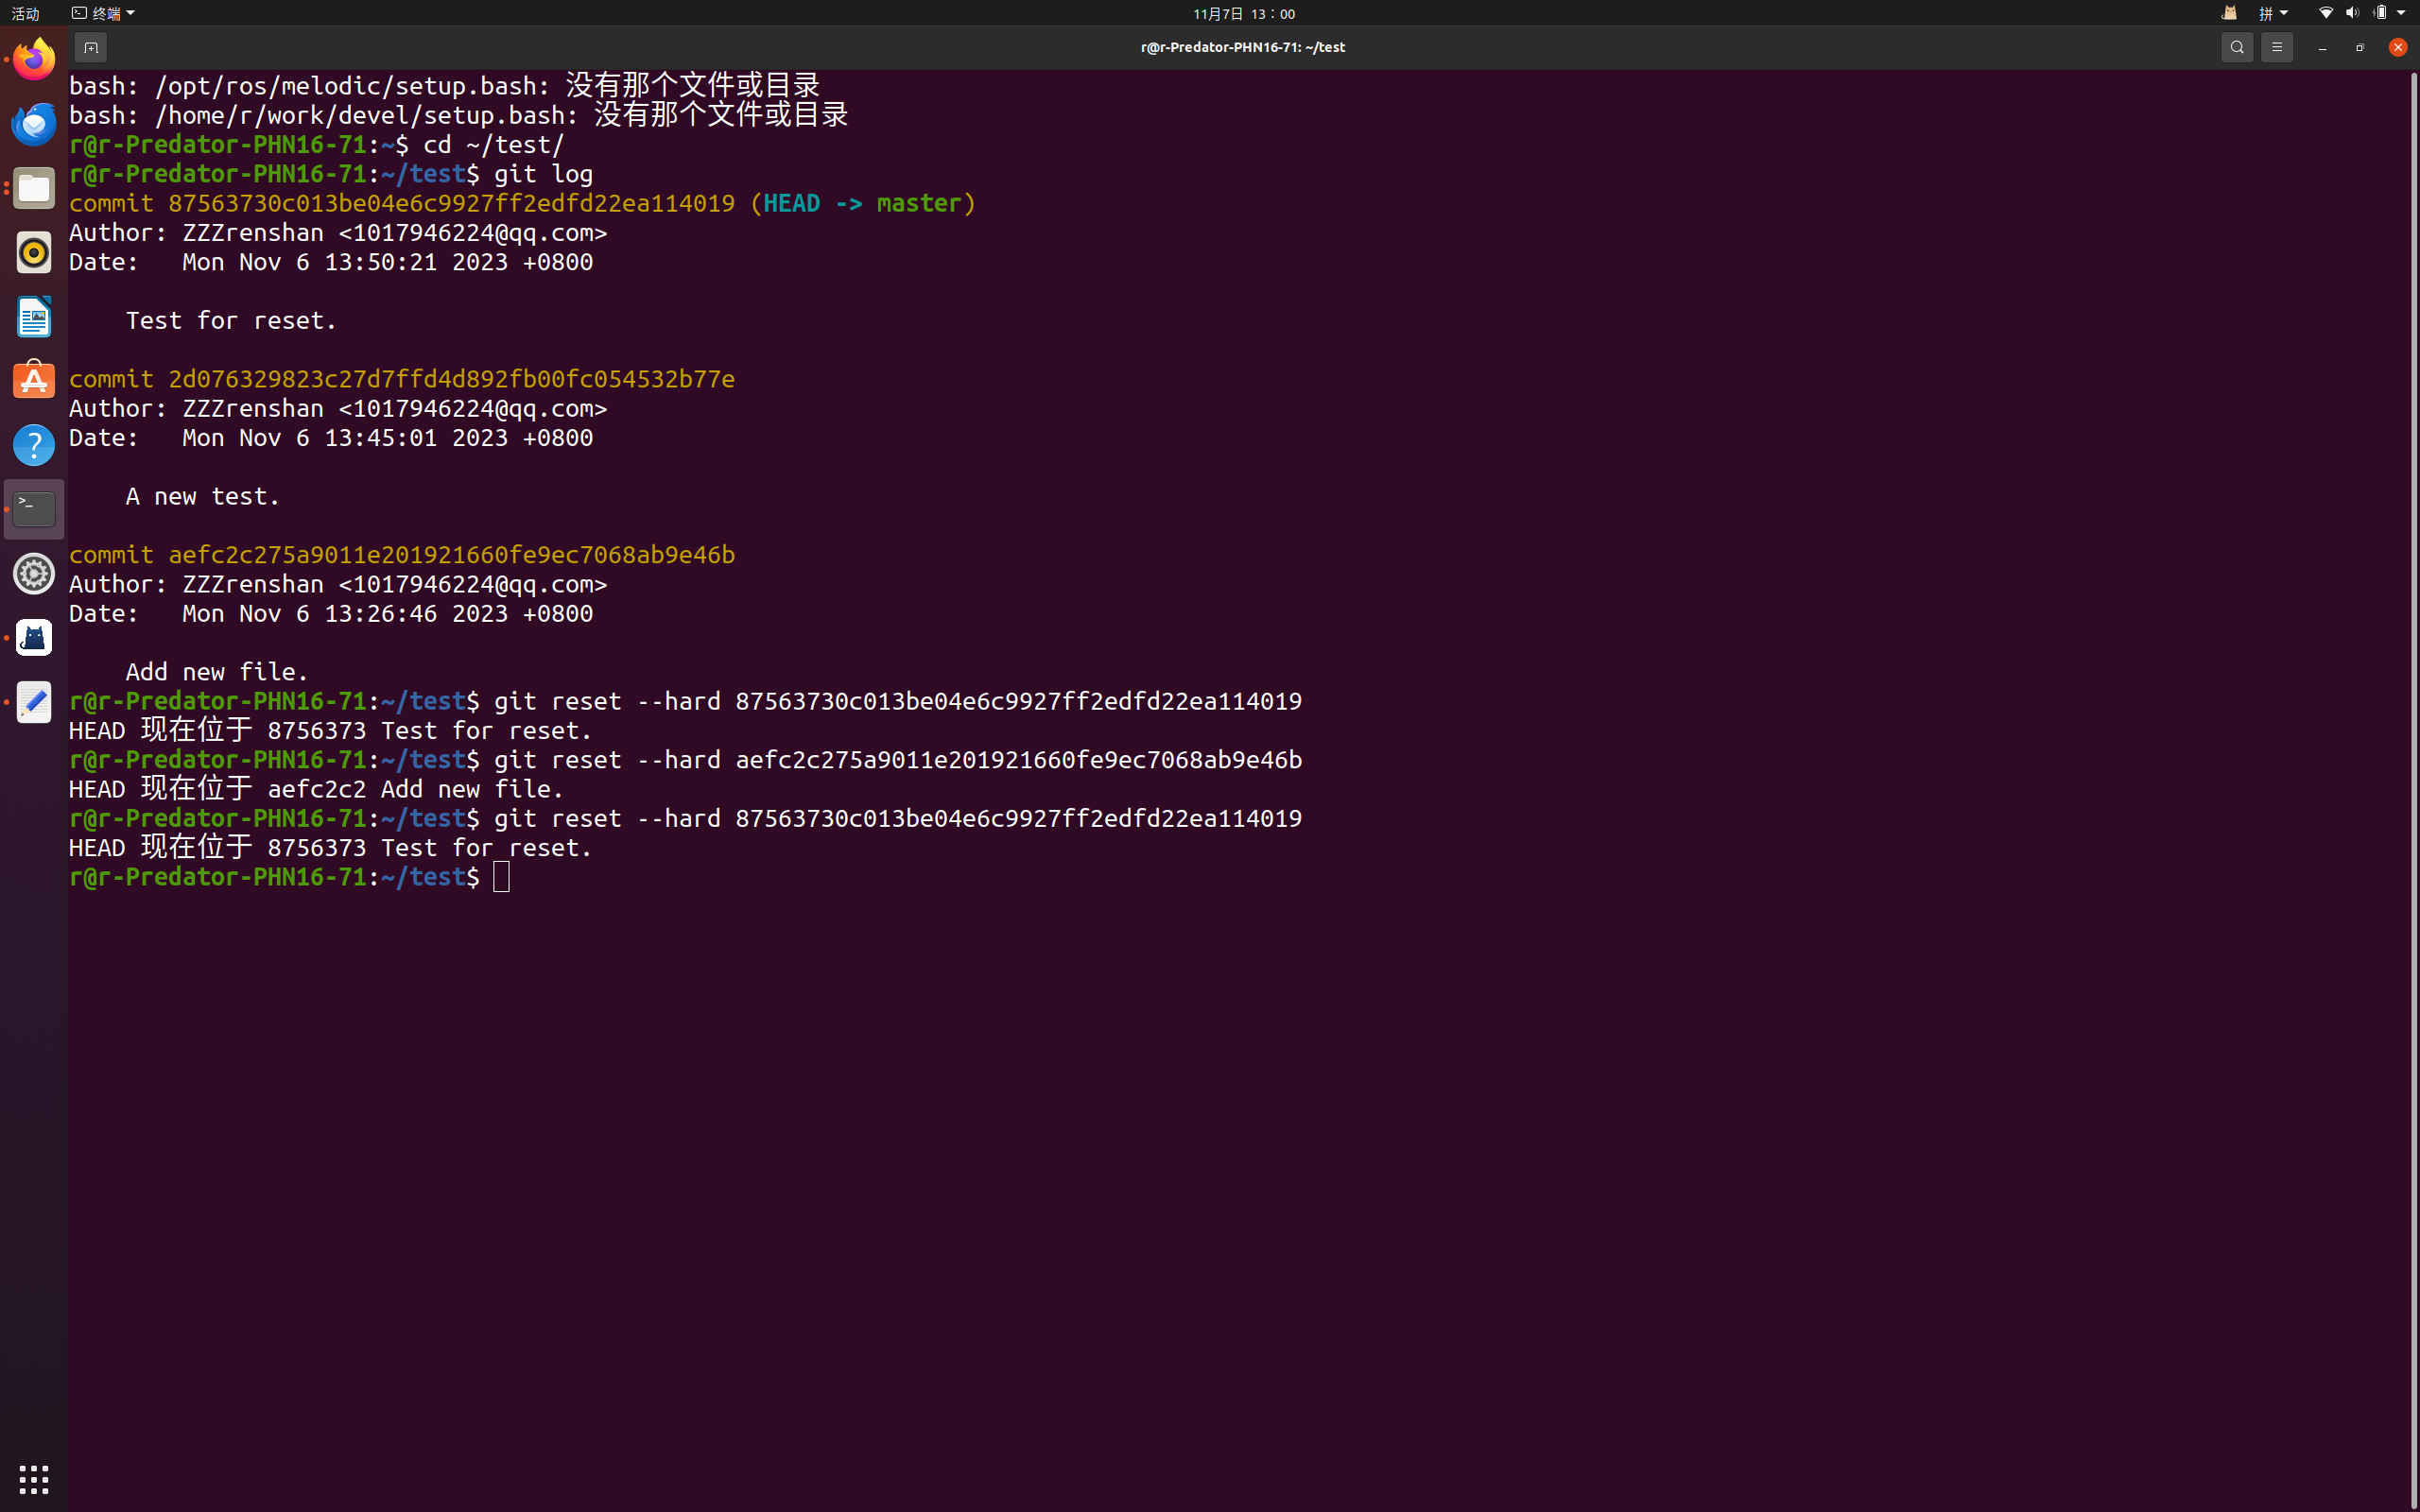 活动 终端 11月7日 13：00 拼
r@r-Predator-PHN16-71: ~/test
bash: /opt/ros/melodic/setup.bash: 没有那个文件或目录
bash: /home/r/work/devel/setup.bash: 没有那个文件或目录
r@r-Predator-PHN16-71:~$ cd ~/test/
r@r-Predator-PHN16-71:~/test$ git log
commit 87563730c013be04e6c9927ff2edfd22ea114019 (HEAD -> master)
Author: ZZZrenshan <1017946224@qq.com>
Date:   Mon Nov 6 13:50:21 2023 +0800
    Test for reset.
commit 2d076329823c27d7ffd4d892fb00fc054532b77e
Author: ZZZrenshan <1017946224@qq.com>
Date:   Mon Nov 6 13:45:01 2023 +0800
    A new test.
commit aefc2c275a9011e201921660fe9ec7068ab9e46b
Author: ZZZrenshan <1017946224@qq.com>
Date:   Mon Nov 6 13:26:46 2023 +0800
    Add new file.
r@r-Predator-PHN16-71:~/test$ git reset --hard 87563730c013be04e6c9927ff2edfd22ea114019
HEAD 现在位于 8756373 Test for reset.
r@r-Predator-PHN16-71:~/test$ git reset --hard aefc2c275a9011e201921660fe9ec7068ab9e46b
HEAD 现在位于 aefc2c2 Add new file.
r@r-Predator-PHN16-71:~/test$ git reset --hard 87563730c013be04e6c9927ff2edfd22ea114019
HEAD 现在位于 8756373 Test for reset.
r@r-Predator-PHN16-71:~/test$